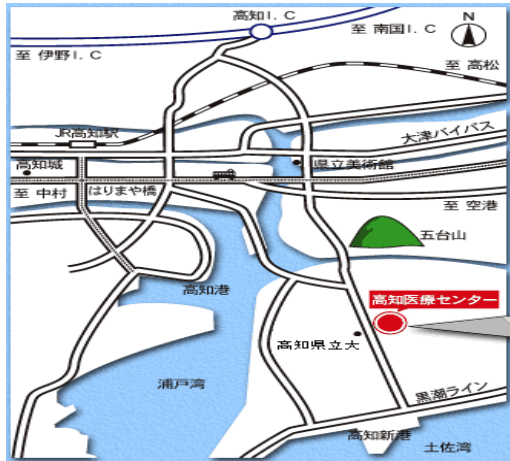 高知I.C
N
至 南国I.C
至 伊野I.C
至 高松
JR高知駅
大津バイパス
高知城
県立美術館
至 中村
はりまや橋
至 空港
五台山
高知港
高知医療センター
高知県立大
浦戸湾
黒潮ライン
高知新港
土佐湾